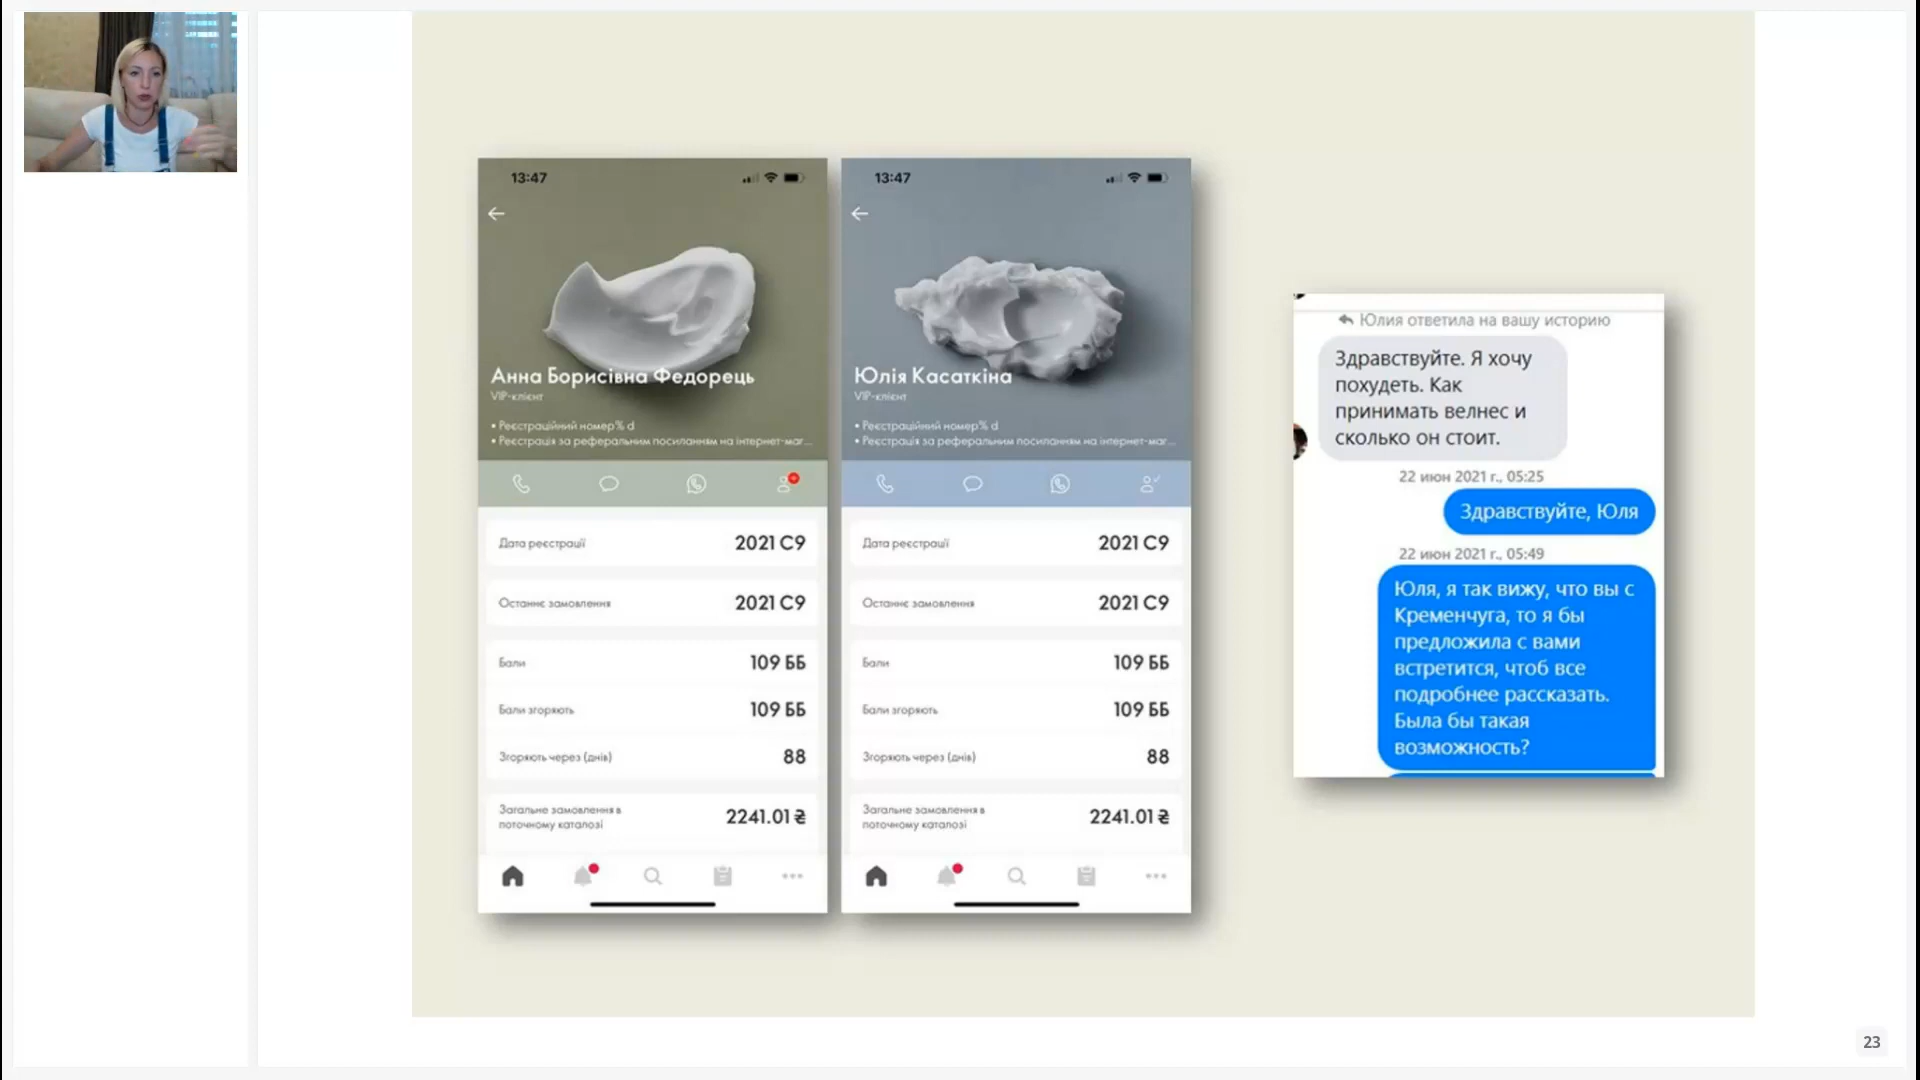 13:47
Анна Борисівна Федорець
VIP-клієнт
• Реєстраційний номер% d
• Реєстрація за реферальним посиланням на інтернет-маг...
Дата реєстрації 2021 C9
Останнє замовлення 2021 C9
Бали 109 ББ
Бали згоряють 109 ББ
Згоряють через (днів) 88
Загальне замовлення в
поточному каталозі 2241.01 ₴
13:47
Юлія Касаткіна
VIP-клієнт
• Реєстраційний номер% d
• Реєстрація за реферальним посиланням на інтернет-маг...
Дата реєстрації 2021 C9
Останнє замовлення 2021 C9
Бали 109 ББ
Бали згоряють 109 ББ
Згоряють через (днів) 88
Загальне замовлення в
поточному каталозі 2241.01 ₴
Юлия ответила на вашу историю
Здравствуйте. Я хочу
похудеть. Как
принимать велнес и
сколько он стоит.
22 июн 2021 г., 05:25
Здравствуйте, Юля
22 июн 2021 г., 05:49
Юля, я так вижу, что вы с
Кременчуга, то я бы
предложила с вами
встретится, чтоб все
подробнее рассказать.
Была бы такая
возможность?
23